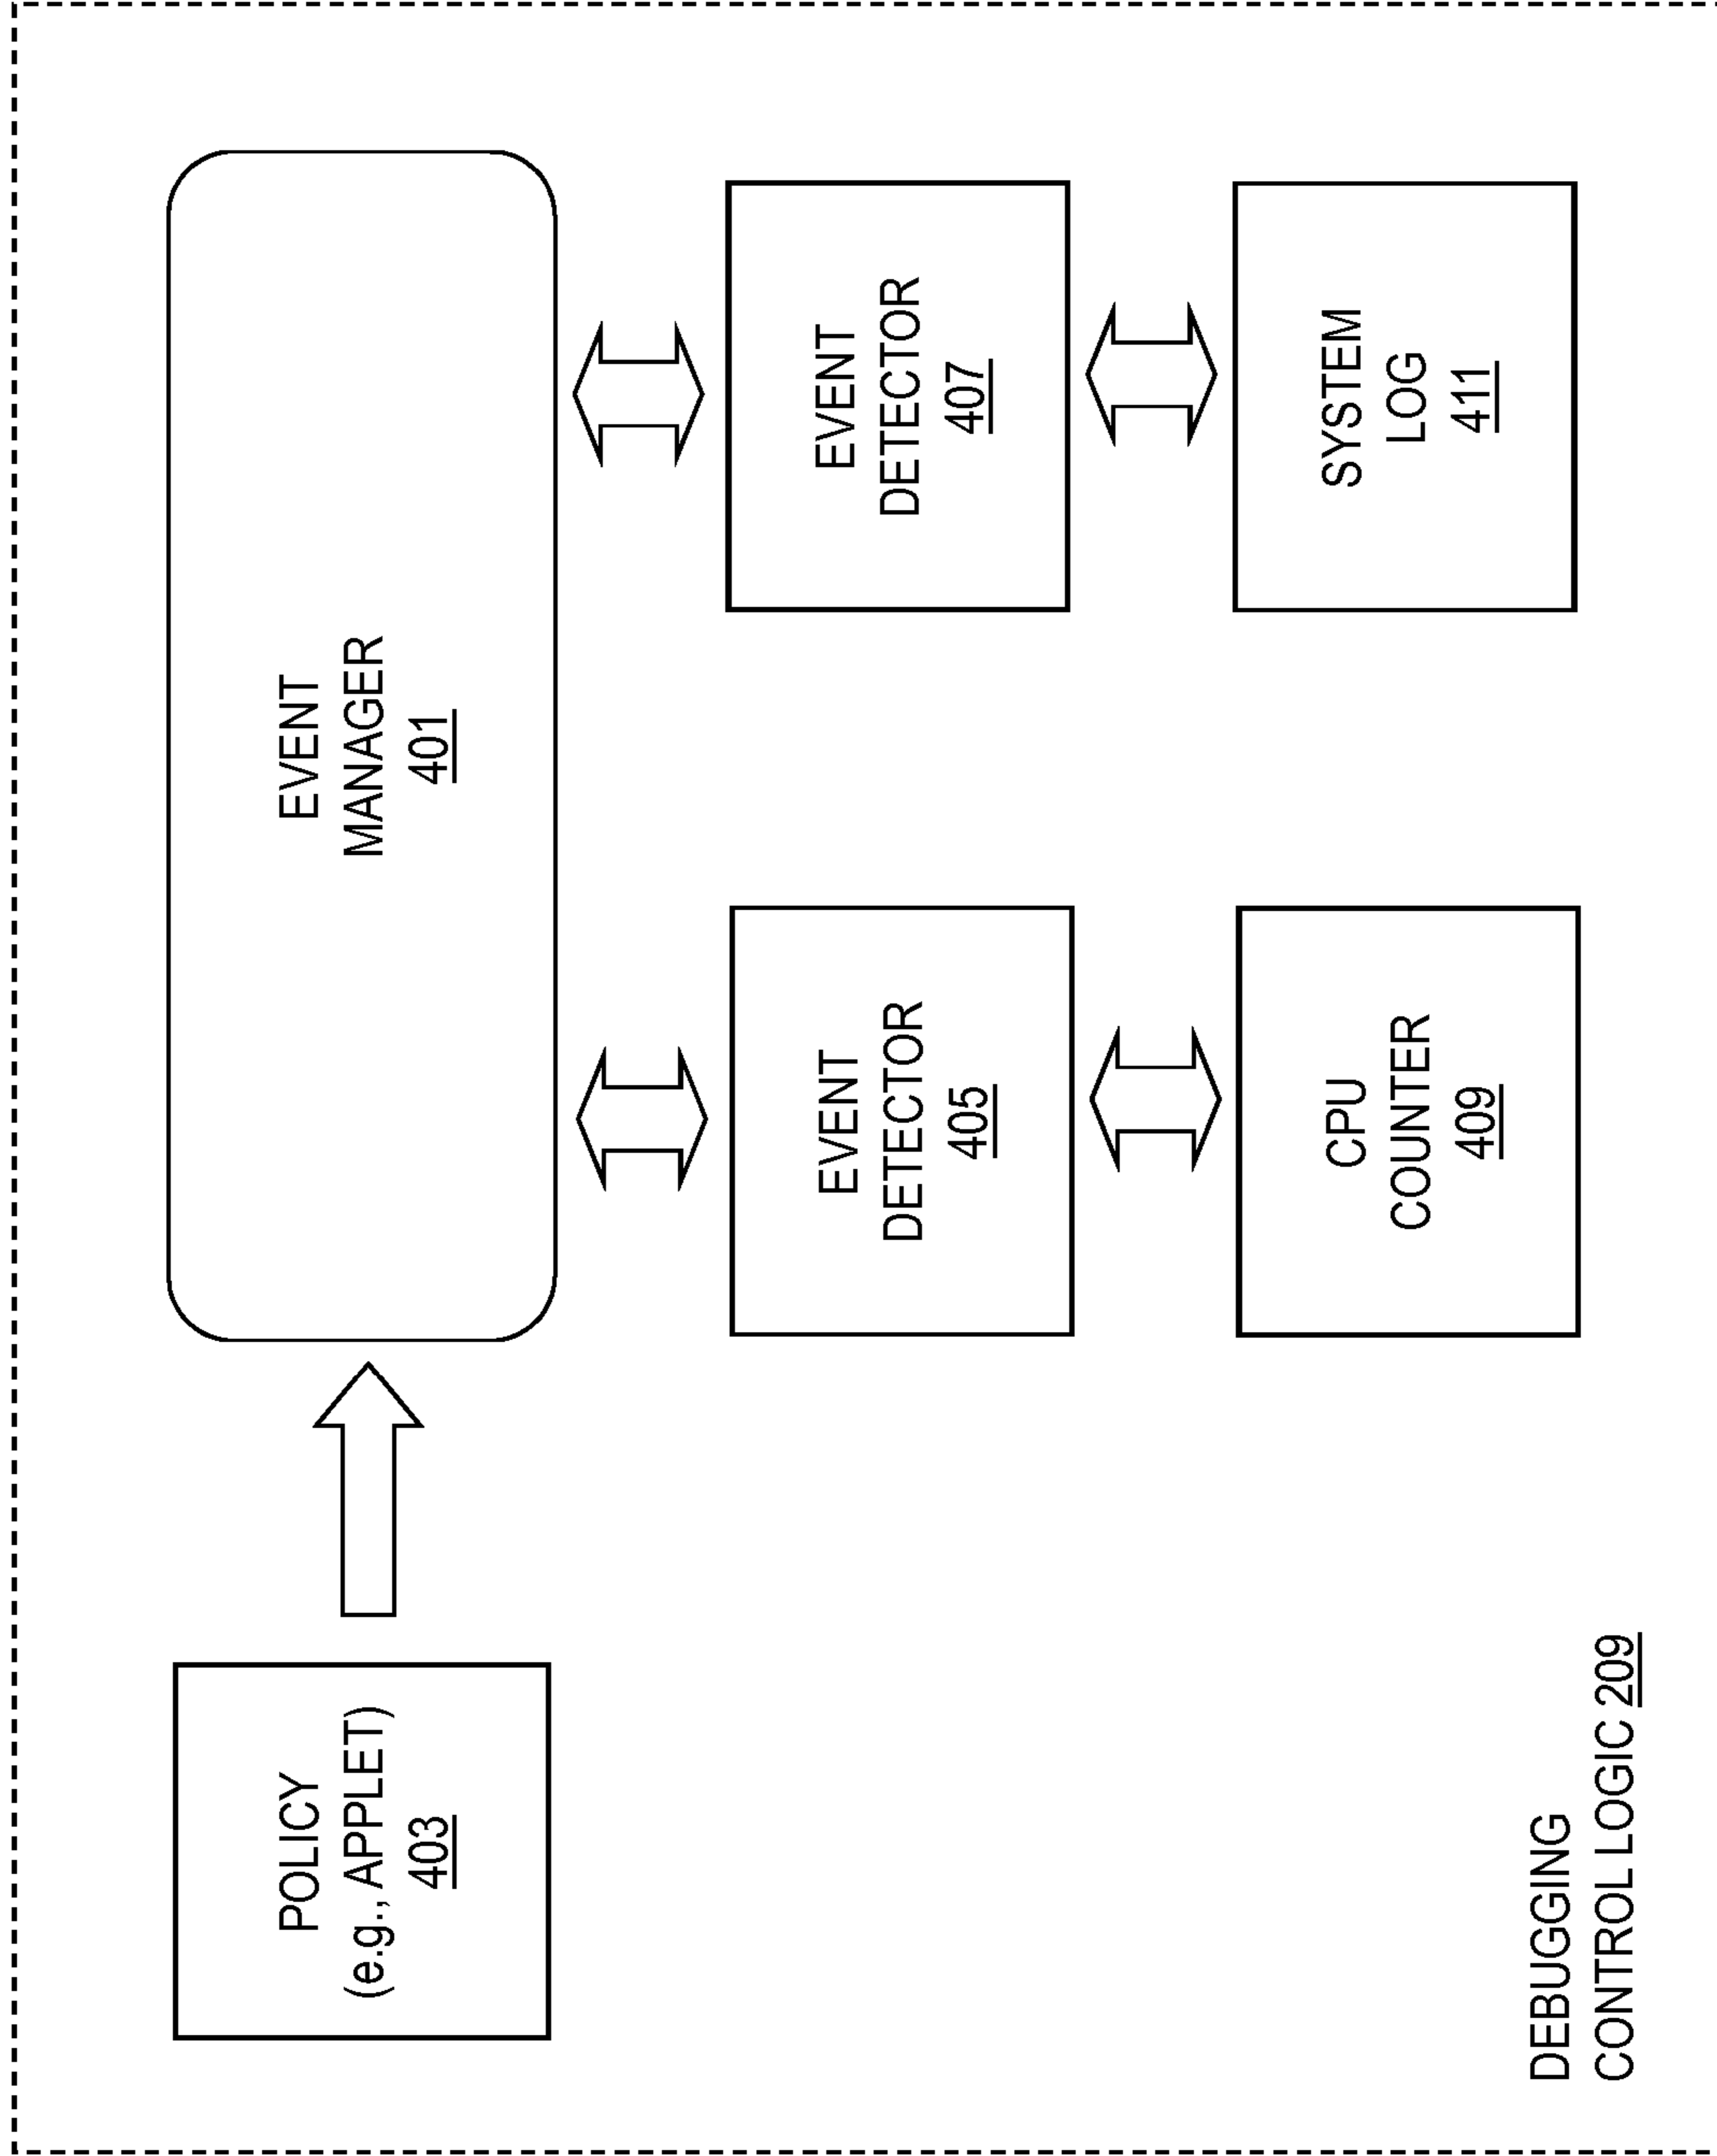 POLICY
(e.g., APPLET)
403
EVENT
MANAGER
401
EVENT
DETECTOR
405
EVENT
DETECTOR
407
CPU
COUNTER
409
SYSTEM
LOG
411
DEBUGGING
CONTROL LOGIC 209